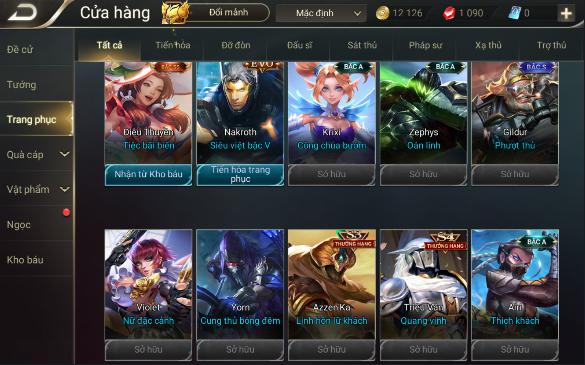 Cửa hàng
Đổi mảnh
Mặc định
12 126
1 090
0
Đề cử
Tướng
Trang phục
Quà cáp
Vật phẩm
Ngọc
Kho báu
Tất cả
Tiến hóa
Đỡ đòn
Đấu sĩ
Sát thủ
Pháp sư
Xạ thủ
Trợ thủ
BẬC SS
EVO
BẬC A
BẬC A
BẬC S
Điêu Thuyền
Tiệc bãi biển
Nhận từ Kho báu
Nakroth
Siêu việt bậc V
Tiến hóa trang
phục
Krixi
Công chúa bướm
Sở hữu
Zephys
Oán linh
Sở hữu
Gildur
Phượt thủ
Sở hữu
S3
THƯỞNG HẠNG
S4
THƯỞNG HẠNG
BẬC A
Violet
Nữ đặc cảnh
Sở hữu
Yorn
Cung thủ bóng đêm
Sở hữu
Azzen'Ka
Linh hồn lữ khách
Sở hữu
Triệu Vân
Quang vinh
Sở hữu
Airi
Thích khách
Sở hữu